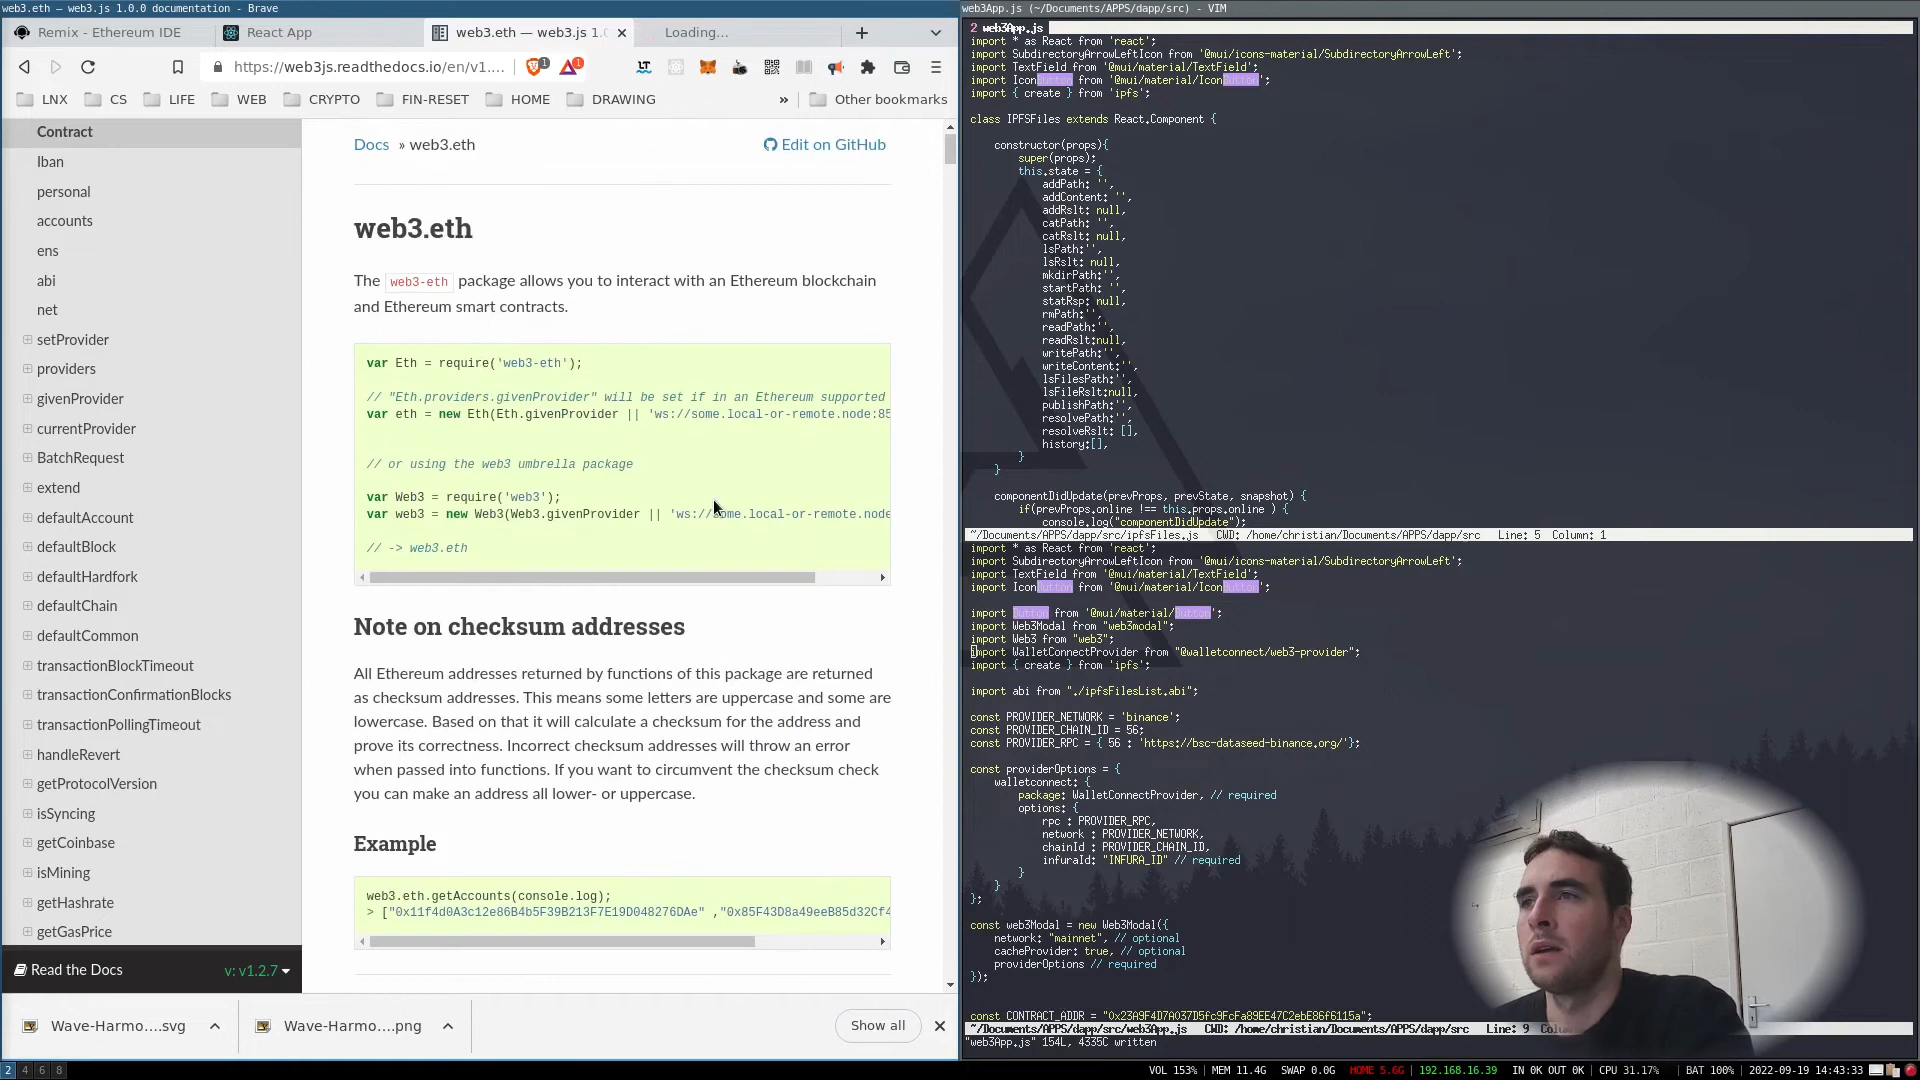 web3.eth — web3.js 1.0.0 documentation - Brave
Remix - Ethereum IDE
React App
web3.eth — web3.js 1.(
Loading...
https://web3js.readthedocs.io/en/v1....
LNX
CS
LIFE
WEB
CRYPTO
FIN-RESET
HOME
DRAWING
»
Other bookmarks
Contract
Iban
personal
accounts
ens
abi
net
setProvider
providers
givenProvider
currentProvider
BatchRequest
extend
defaultAccount
defaultBlock
defaultHardfork
defaultChain
defaultCommon
transactionBlockTimeout
transactionConfirmationBlocks
transactionPollingTimeout
handleRevert
getProtocolVersion
isSyncing
getCoinbase
isMining
getHashrate
getGasPrice
Read the Docs
v: v1.2.7
Docs » web3.eth
Edit on GitHub
web3.eth
The web3-eth package allows you to interact with an Ethereum blockchain
and Ethereum smart contracts.
var Eth = require('web3-eth');
// "Eth.providers.givenProvider" will be set if in an Ethereum supported
var eth = new Eth(Eth.givenProvider || 'ws://some.local-or-remote.node:85
// or using the web3 umbrella package
var Web3 = require('web3');
var web3 = new Web3(Web3.givenProvider || 'ws://some.local-or-remote.node
// -> web3.eth
Note on checksum addresses
All Ethereum addresses returned by functions of this package are returned
as checksum addresses. This means some letters are uppercase and some are
lowercase. Based on that it will calculate a checksum for the address and
prove its correctness. Incorrect checksum addresses will throw an error
when passed into functions. If you want to circumvent the checksum check
you can make an address all lower- or uppercase.
Example
web3.eth.getAccounts(console.log);
> ["0x11f4d0A3c12e86B4b5F39B213F7E19D048276DAe" ,"0x85F43D8a49eeB85d32Cf4
Wave-Harmo....svg
Wave-Harmo....png
Show all
web3App.js (~/Documents/APPS/dapp/src) - VIM
2 web3App.js
import * as React from 'react';
import SubdirectoryArrowLeftIcon from '@mui/icons-material/SubdirectoryArrowLeft';
import TextField from '@mui/material/TextField';
import IconButton from '@mui/material/IconButton';
import { create } from 'ipfs';
class IPFSFiles extends React.Component {
constructor(props){
super(props);
this.state = {
addPath: '',
addContent: '',
addRslt: null,
catPath: '',
catRslt: null,
lsPath:'',
lsRslt: null,
mkdirPath:'',
startPath: '',
statRsp: null,
rmPath:'',
readPath:'',
readRslt:null,
writePath:'',
writeContent:'',
lsFilesPath:'',
lsFileRslt:null,
publishPath:'',
resolvePath:'',
resolveRslt: [],
history:[],
}
}
componentDidUpdate(prevProps, prevState, snapshot) {
if(prevProps.online !== this.props.online ) {
console.log("componentDidUpdate");
~/Documents/APPS/dapp/src/ipfsFiles.js CWD: /home/christian/Documents/APPS/dapp/src Line: 5 Column: 1
import * as React from 'react';
import SubdirectoryArrowLeftIcon from '@mui/icons-material/SubdirectoryArrowLeft';
import TextField from '@mui/material/TextField';
import IconButton from '@mui/material/IconButton';
import Button from '@mui/material/Button';
import Web3Modal from "web3modal";
import Web3 from "web3";
import WalletConnectProvider from "@walletconnect/web3-provider";
import { create } from 'ipfs';
import abi from "./ipfsFilesList.abi";
const PROVIDER_NETWORK = 'binance';
const PROVIDER_CHAIN_ID = 56;
const PROVIDER_RPC = { 56 : 'https://bsc-dataseed-binance.org/'};
const providerOptions = {
walletconnect: {
package: WalletConnectProvider, // required
options: {
rpc : PROVIDER_RPC,
network : PROVIDER_NETWORK,
chainId : PROVIDER_CHAIN_ID,
infuraId: "INFURA_ID" // required
}
}
};
const web3Modal = new Web3Modal({
network: "mainnet", // optional
cacheProvider: true, // optional
providerOptions // required
});
const CONTRACT_ADDR = "0x23A9F4D7A037D5fc9FcFa89EE47C2ebE86f6115a";
~/Documents/APPS/dapp/src/web3App.js CWD: /home/christian/Documents/APPS/dapp/src Line: 9
"web3App.js" 154L, 4335C written
2 4 6 8
VOL 153% | MEM 11.4G SWAP 0.0G HOME 5.6G | 192.168.16.39 IN 0K OUT 0K | CPU 31.17% | BAT 100% | 2022-09-19 14:43:33